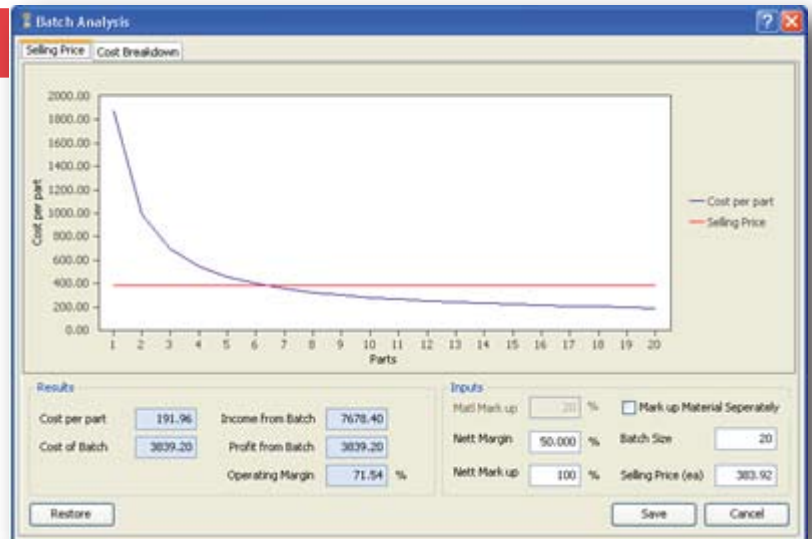 Batch Analysis
Selling Price Cost Breakdown
2000.00
1800.00
1600.00
1400.00
1200.00
1000.00
800.00
600.00
400.00
200.00
0.00
Cost per part
1 2 3 4 5 6 7 8 9 10 11 12 13 14 15 16 17 18 19 20
Parts
Cost per part
Selling Price
Results
Cost per part 191.96 Income from Batch 7678.40
Cost of Batch 3839.20 Profit from Batch 3839.20
Operating Margin 71.54 %
Inputs
Matl Mark up 20 % Mark up Material Seperately
Nett Margin 50.000 % Batch Size 20
Nett Mark up 100 % Selling Price (ea) 383.92
Restore Save Cancel